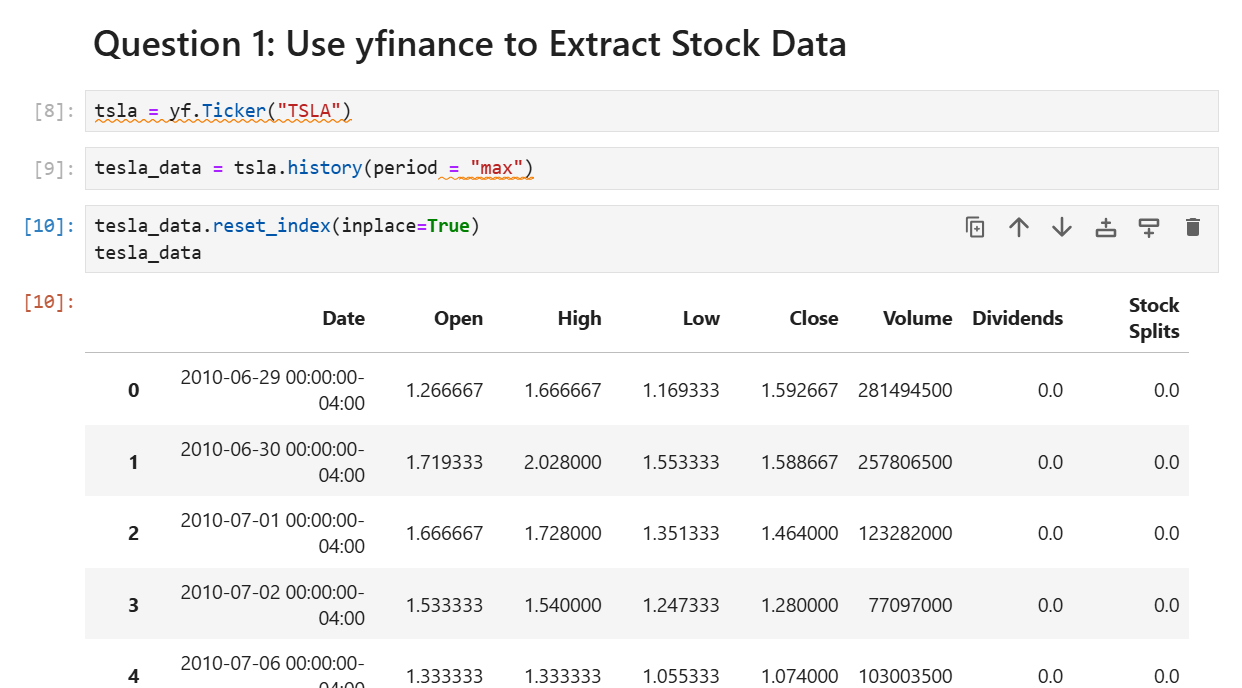 Question 1: Use yfinance to Extract Stock Data
[8]: tsla = yf.Ticker("TSLA")
[9]: tesla_data = tsla.history(period = "max")
[10]: tesla_data.reset_index(inplace=True)
tesla_data
[10]:
Date Open High Low Close Volume Dividends Stock
Splits
0 2010-06-29 00:00:00-
04:00 1.266667 1.666667 1.169333 1.592667 281494500 0.0 0.0
1 2010-06-30 00:00:00-
04:00 1.719333 2.028000 1.553333 1.588667 257806500 0.0 0.0
2 2010-07-01 00:00:00-
04:00 1.666667 1.728000 1.351333 1.464000 123282000 0.0 0.0
3 2010-07-02 00:00:00-
04:00 1.533333 1.540000 1.247333 1.280000 77097000 0.0 0.0
4 2010-07-06 00:00:00-
04:00 1.333333 1.333333 1.055333 1.074000 103003500 0.0 0.0